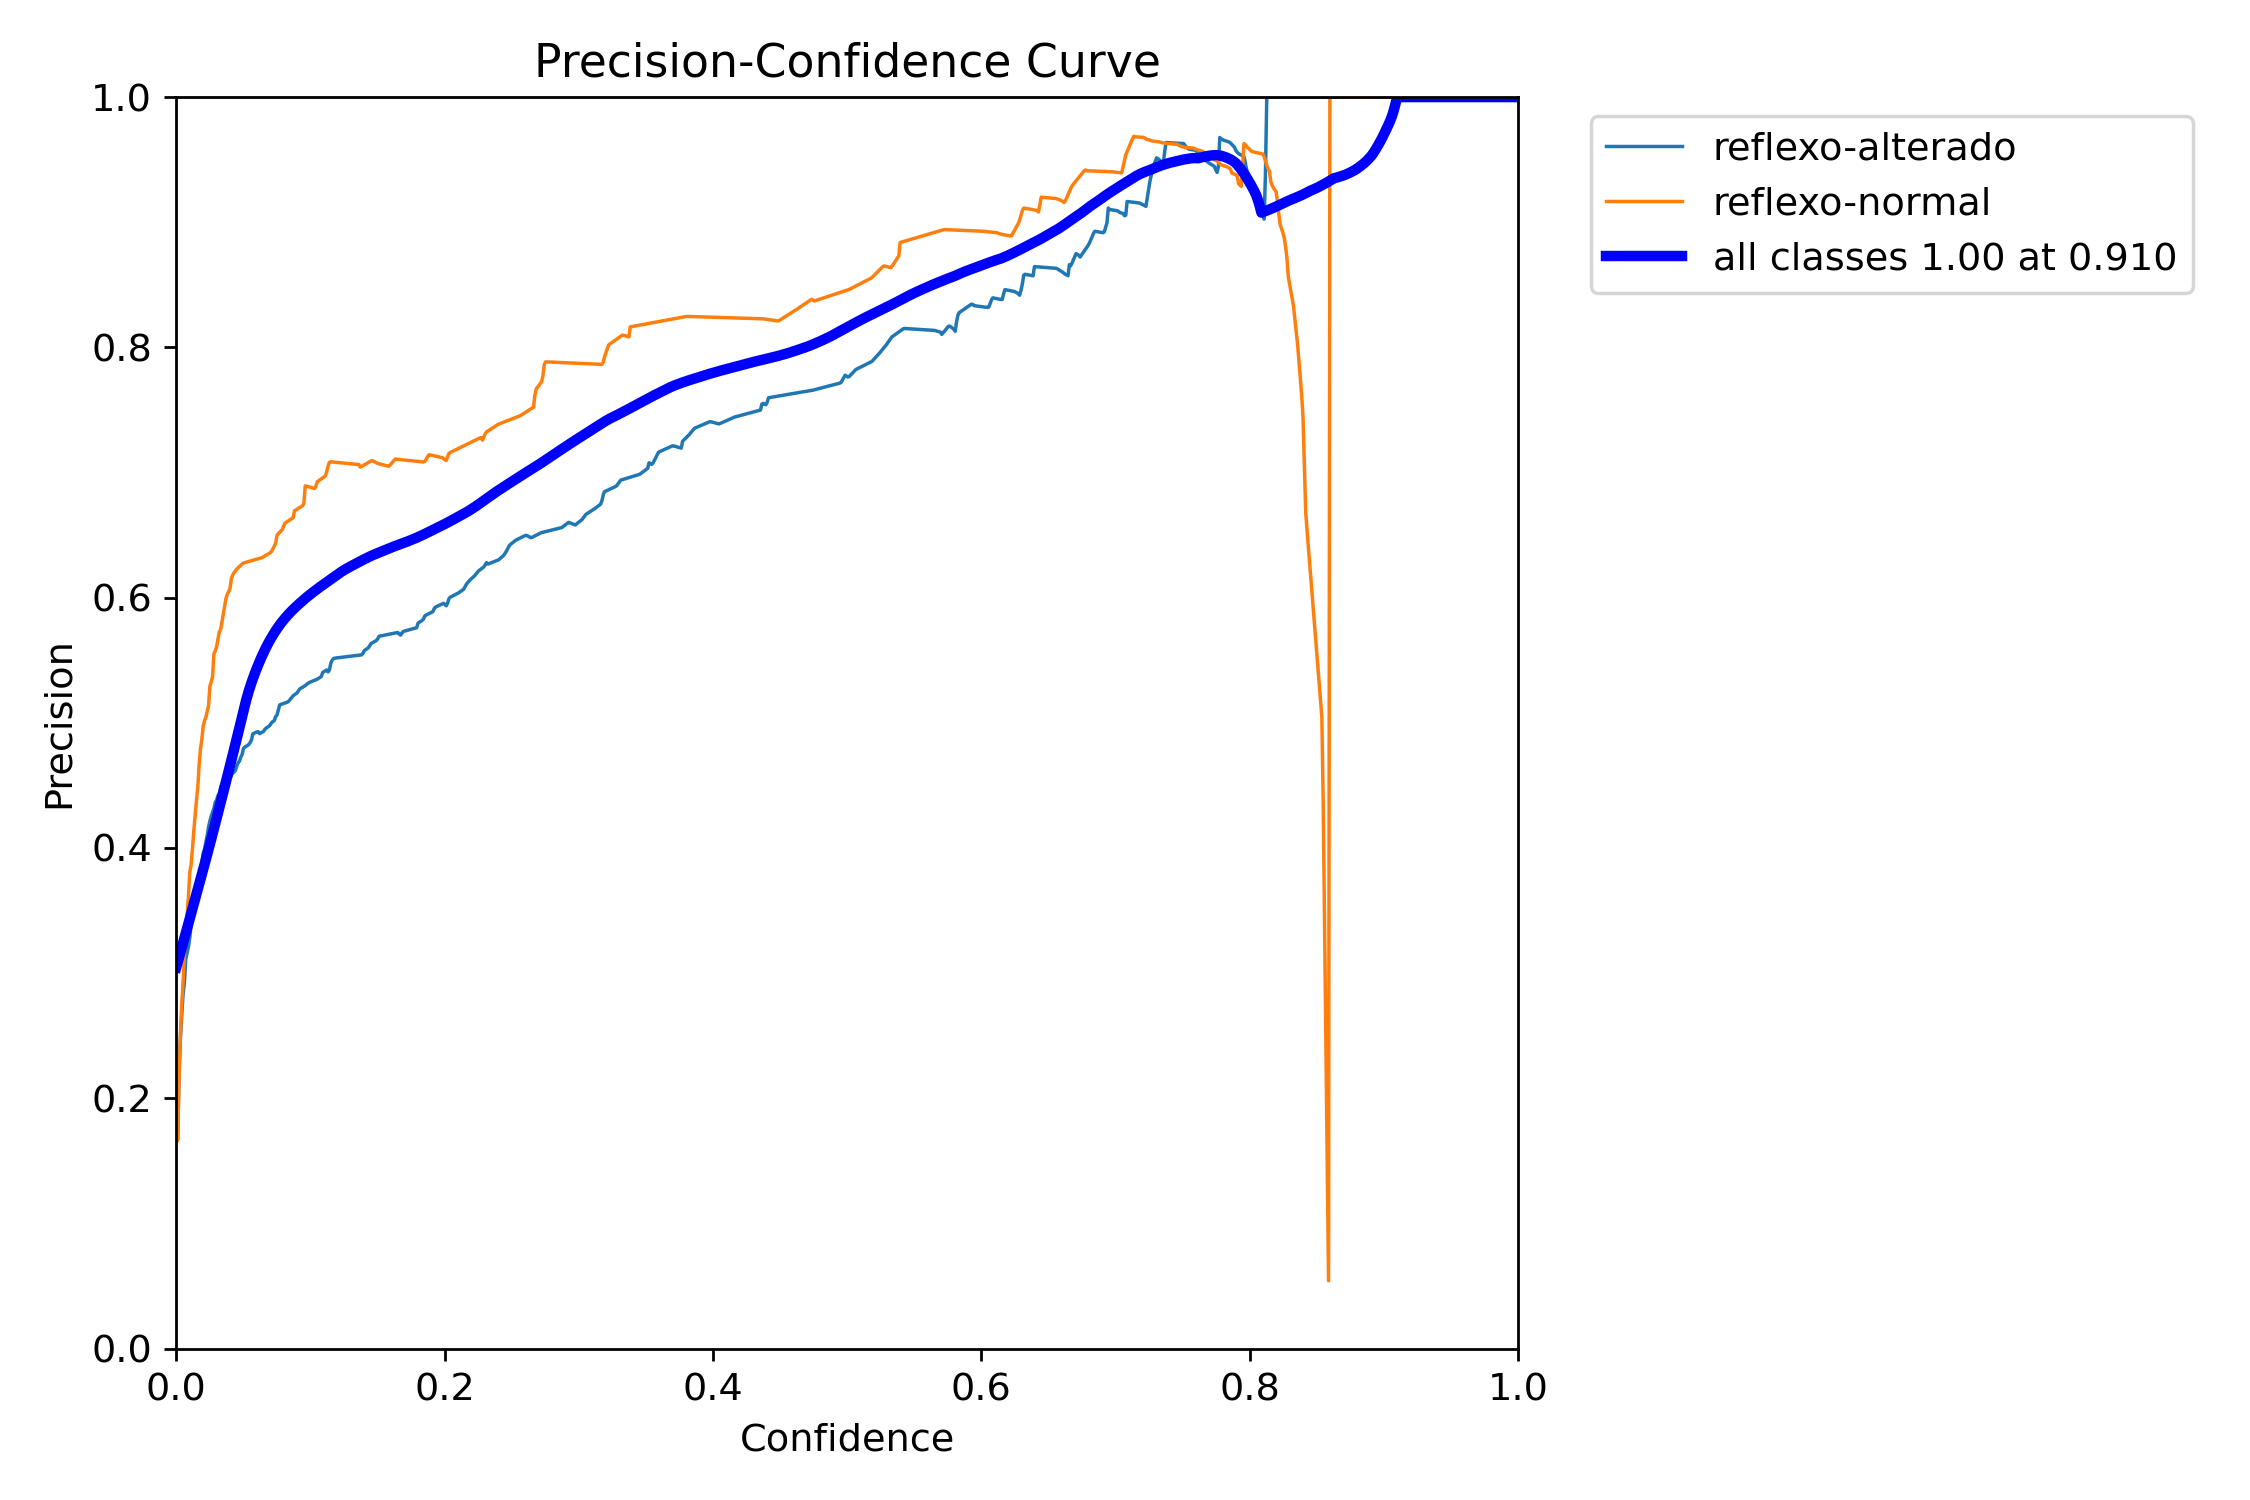 Precision-Confidence Curve
1.0
0.8
0.6
0.4
0.2
0.0
Precision
0.0 0.2 0.4 0.6 0.8 1.0
Confidence
reflexo-alterado
reflexo-normal
all classes 1.00 at 0.910